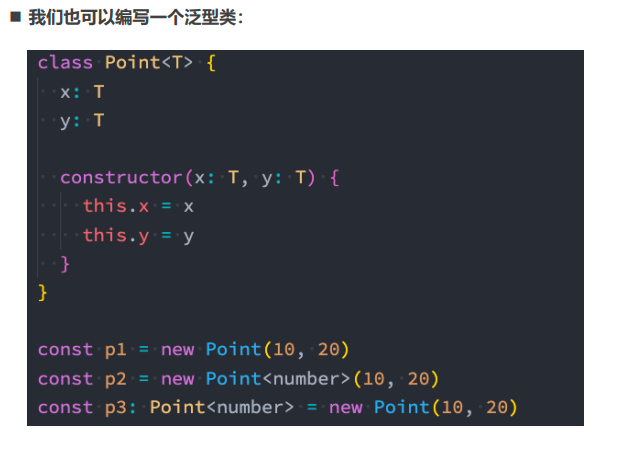 ■ 我们也可以编写一个泛型类：
class Point<T> {
  x: T
  y: T
  constructor(x: T, y: T) {
    this.x = x
    this.y = y
  }
}
const p1 = new Point(10, 20)
const p2 = new Point<number>(10, 20)
const p3: Point<number> = new Point(10, 20)